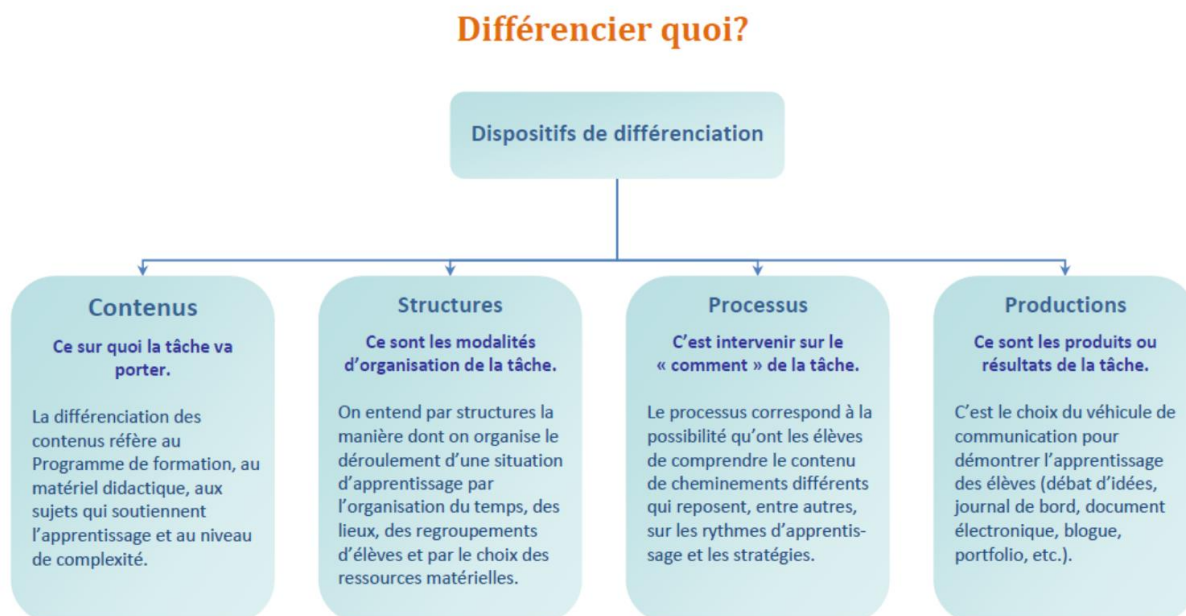 Différencier quoi?
Dispositifs de différenciation
Contenus
Ce sur quoi la tâche va
porter.
La différenciation des
contenus réfère au
Programme de formation, au
matériel didactique, aux
sujets qui soutiennent
l’apprentissage et au niveau
de complexité.
Structures
Ce sont les modalités
d’organisation de la tâche.
On entend par structures la
manière dont on organise le
déroulement d’une situation
d’apprentissage par
l’organisation du temps, des
lieux, des regroupements
d’élèves et par le choix des
ressources matérielles.
Processus
C’est intervenir sur le
« comment » de la tâche.
Le processus correspond à la
possibilité qu’ont les élèves
de comprendre le contenu
de cheminements différents
qui reposent, entre autres,
sur les rythmes d’apprentis-
sage et les stratégies.
Productions
Ce sont les produits ou
résultats de la tâche.
C’est le choix du véhicule de
communication pour
démontrer l’apprentissage
des élèves (débat d’idées,
journal de bord, document
électronique, blogue,
portfolio, etc.).